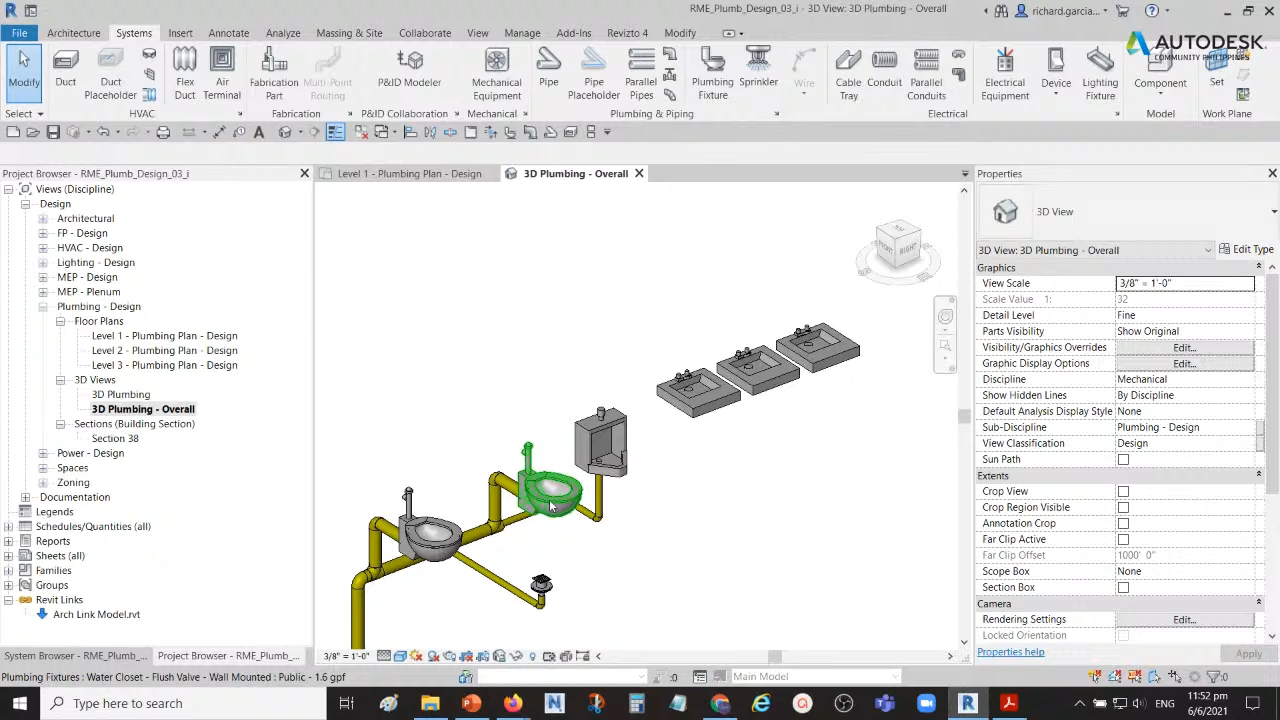 RME_Plumb_Design_03_i - 3D View: 3D Plumbing - Overall
richard.garcia...
File Architecture Systems Insert Annotate Analyze Massing & Site Collaborate View Manage Add-Ins Revizto 4 Modify
AUTODESK
COMMUNITY PHILIPPINES
Modify Duct Duct Placeholder Flex Duct Air Terminal Fabrication Part Multi-Point Routing P&ID Modeler Mechanical Equipment Pipe Pipe Placeholder Parallel Pipes Plumbing Fixture Sprinkler Wire Cable Tray Conduit Parallel Conduits Electrical Equipment Device Lighting Fixture Component Set
Select HVAC Fabrication P&ID Collaboration Mechanical Plumbing & Piping Electrical Model Work Plane
Project Browser - RME_Plumb_Design_03_i
Level 1 - Plumbing Plan - Design
3D Plumbing - Overall
Properties
Views (Discipline)
Design
Architectural
FP - Design
HVAC - Design
Lighting - Design
MEP - Design
MEP - Plenum
Plumbing - Design
Floor Plans
Level 1 - Plumbing Plan - Design
Level 2 - Plumbing Plan - Design
Level 3 - Plumbing Plan - Design
3D Views
3D Plumbing
3D Plumbing - Overall
Sections (Building Section)
Section 38
Power - Design
Spaces
Zoning
Documentation
Legends
Schedules/Quantities (all)
Reports
Sheets (all)
Families
Groups
Revit Links
Arch Link Model.rvt
RIGHT
3D View
3D View: 3D Plumbing - Overall Edit Type
Graphics
View Scale 3/8" = 1'-0"
Scale Value 1: 32
Detail Level Fine
Parts Visibility Show Original
Visibility/Graphics Overrides Edit...
Graphic Display Options Edit...
Discipline Mechanical
Show Hidden Lines By Discipline
Default Analysis Display Style None
Sub-Discipline Plumbing - Design
View Classification Design
Sun Path
Extents
Crop View
Crop Region Visible
Annotation Crop
Far Clip Active
Far Clip Offset 1000' 0"
Scope Box None
Section Box
Camera
Rendering Settings Edit...
Locked Orientation
Properties help Apply
System Browser - RME_Plumb_... Project Browser - RME_Plumb_...
3/8" = 1'-0"
Plumbing Fixtures : Water Closet - Flush Valve - Wall Mounted : Public - 1.6 gpf
:0
Main Model
:0
Type here to search
ENG
11:52 pm
6/6/2021